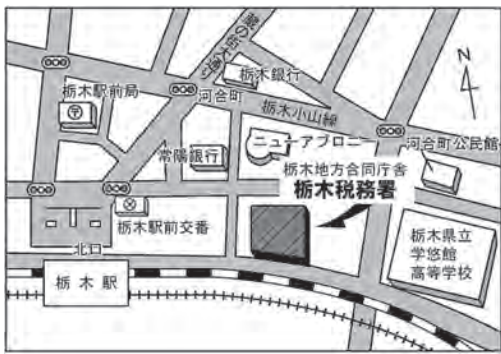 蔵の街大通り
N
栃木銀行
栃木駅前局
〒
河合町
栃木小山線
ニューアプロニー
河合町公民館
常陽銀行
栃木地方合同庁舎
栃木税務署
栃木駅前交番
北口
栃木県立
学悠館
高等学校
栃木駅